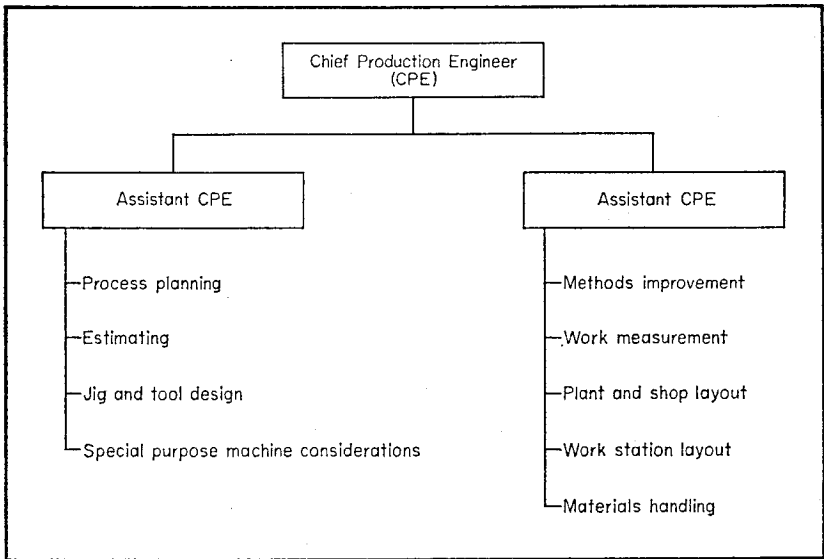 Chief Production Engineer
(CPE)
Assistant CPE
Process planning
Estimating
Jig and tool design
Special purpose machine considerations
Assistant CPE
Methods improvement
Work measurement
Plant and shop layout
Work station layout
Materials handling